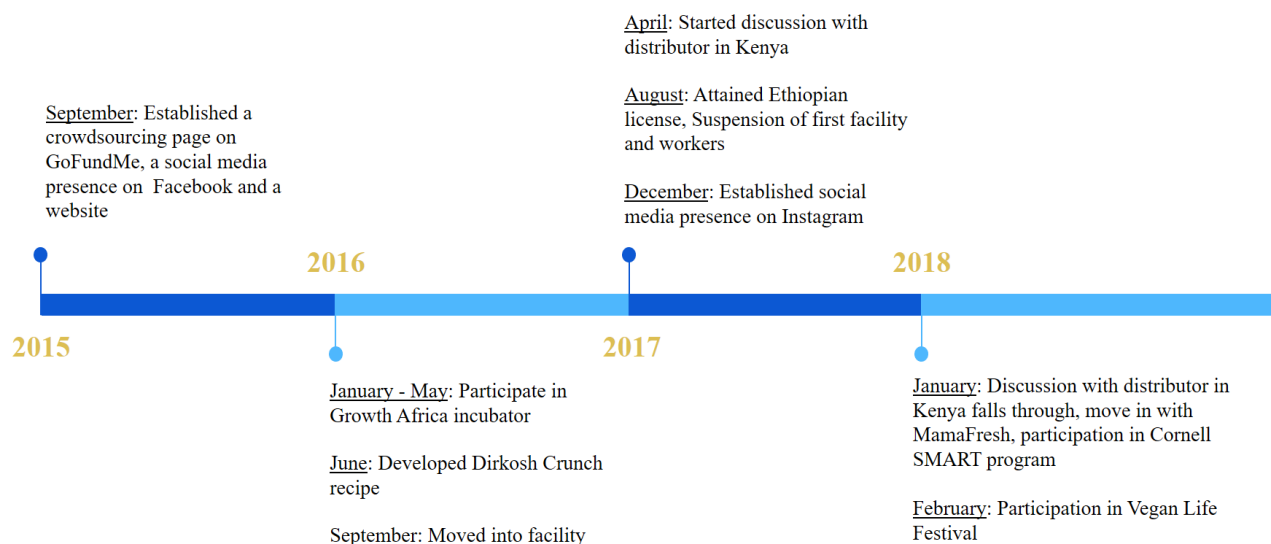 September: Established a
crowdsourcing page on
GoFundMe, a social media
presence on Facebook and a
website
April: Started discussion with
distributor in Kenya
August: Attained Ethiopian
license, Suspension of first facility
and workers
December: Established social
media presence on Instagram
2016
2018
2015
2017
January - May: Participate in
Growth Africa incubator
June: Developed Dirkosh Crunch
recipe
September: Moved into facility
January: Discussion with distributor in
Kenya falls through, move in with
MamaFresh, participation in Cornell
SMART program
February: Participation in Vegan Life
Festival